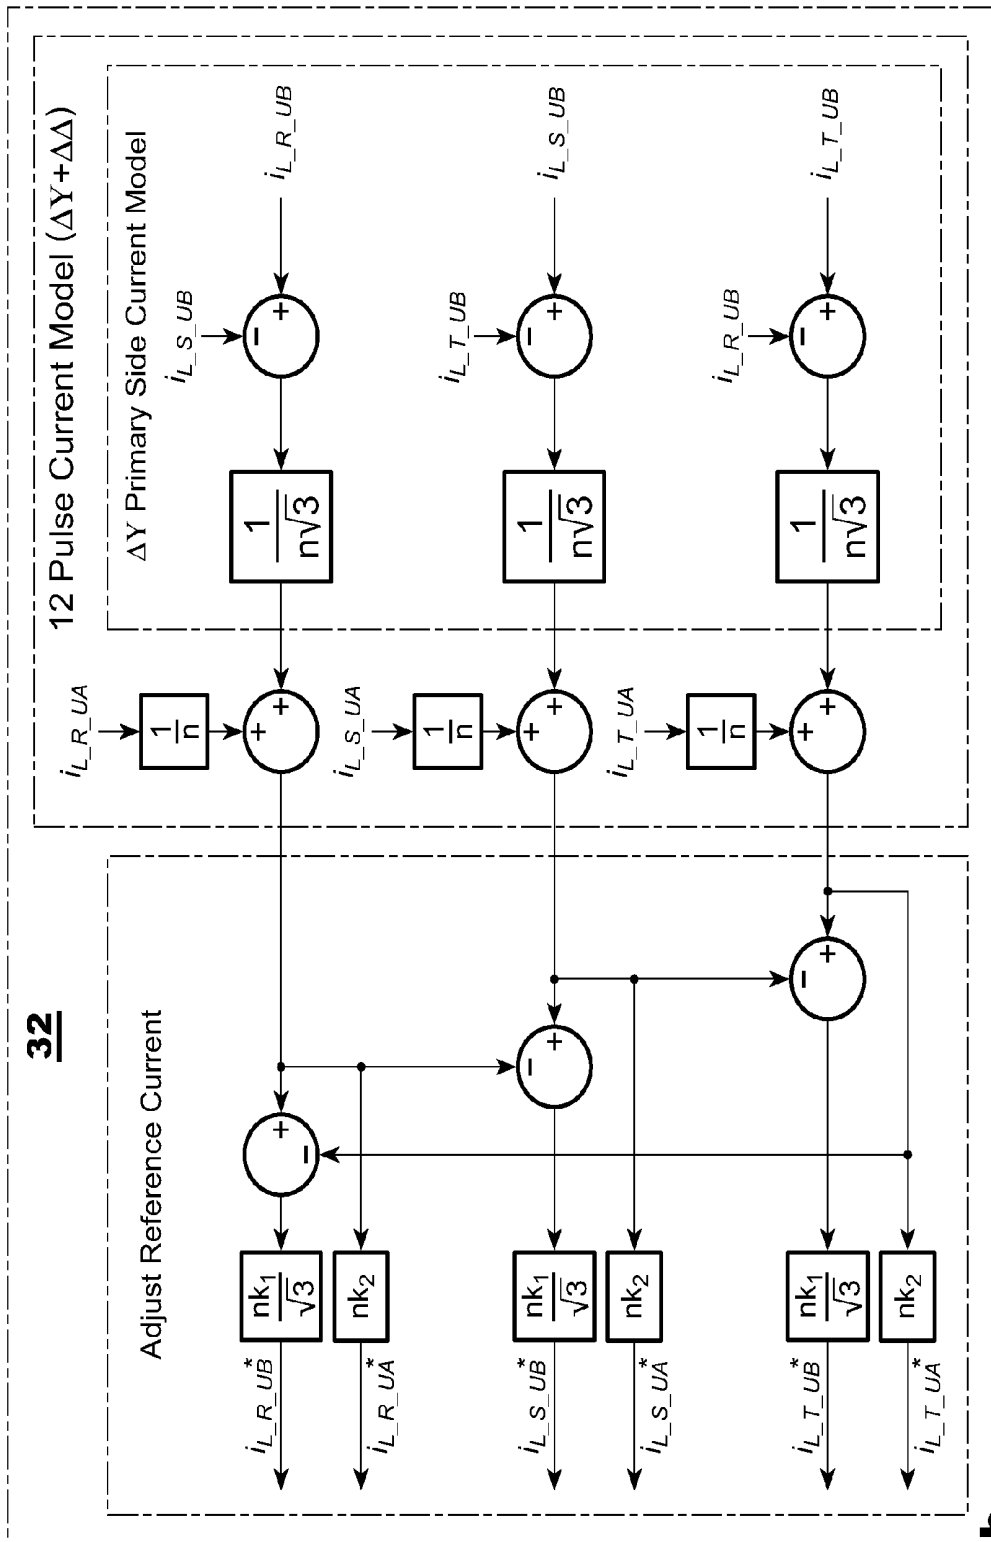 32
12 Pulse Current Model (ΔY+ΔΔ)
ΔY Primary Side Current Model
Adjust Reference Current
i_L_R_UB*
i_L_R_UA*
nk₁/√3
nk₂
+
−
i_L_R_UA
1/n
+
+
1/n√3
i_L_S_UB
−
+
i_L_R_UB
i_L_S_UB*
i_L_S_UA*
nk₁/√3
nk₂
+
−
i_L_S_UA
1/n
+
+
1/n√3
i_L_T_UB
−
+
i_L_S_UB
i_L_T_UB*
i_L_T_UA*
nk₁/√3
nk₂
+
−
i_L_T_UA
1/n
+
+
1/n√3
i_L_R_UB
−
+
i_L_T_UB